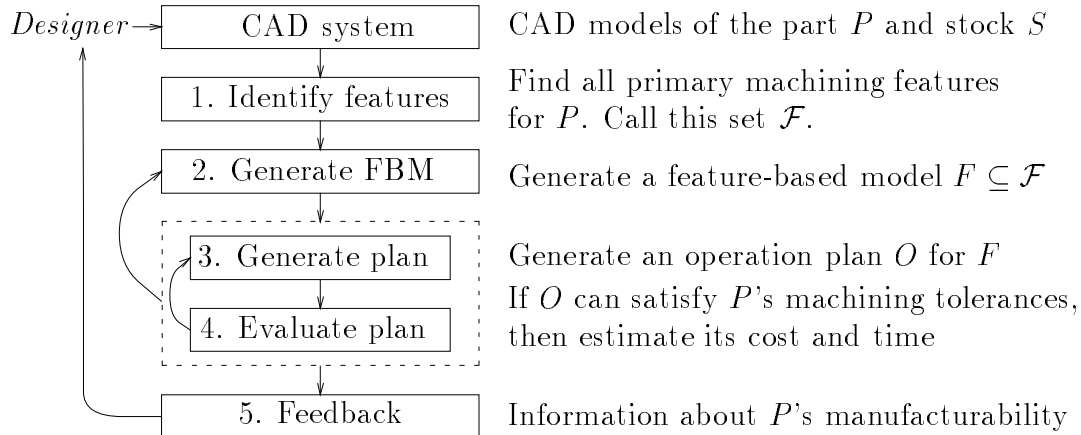 Designer
CAD system
CAD models of the part P and stock S
1. Identify features
Find all primary machining features
for P. Call this set ℱ.
2. Generate FBM
Generate a feature-based model F ⊆ ℱ
3. Generate plan
Generate an operation plan O for F
4. Evaluate plan
If O can satisfy P's machining tolerances,
then estimate its cost and time
5. Feedback
Information about P's manufacturability